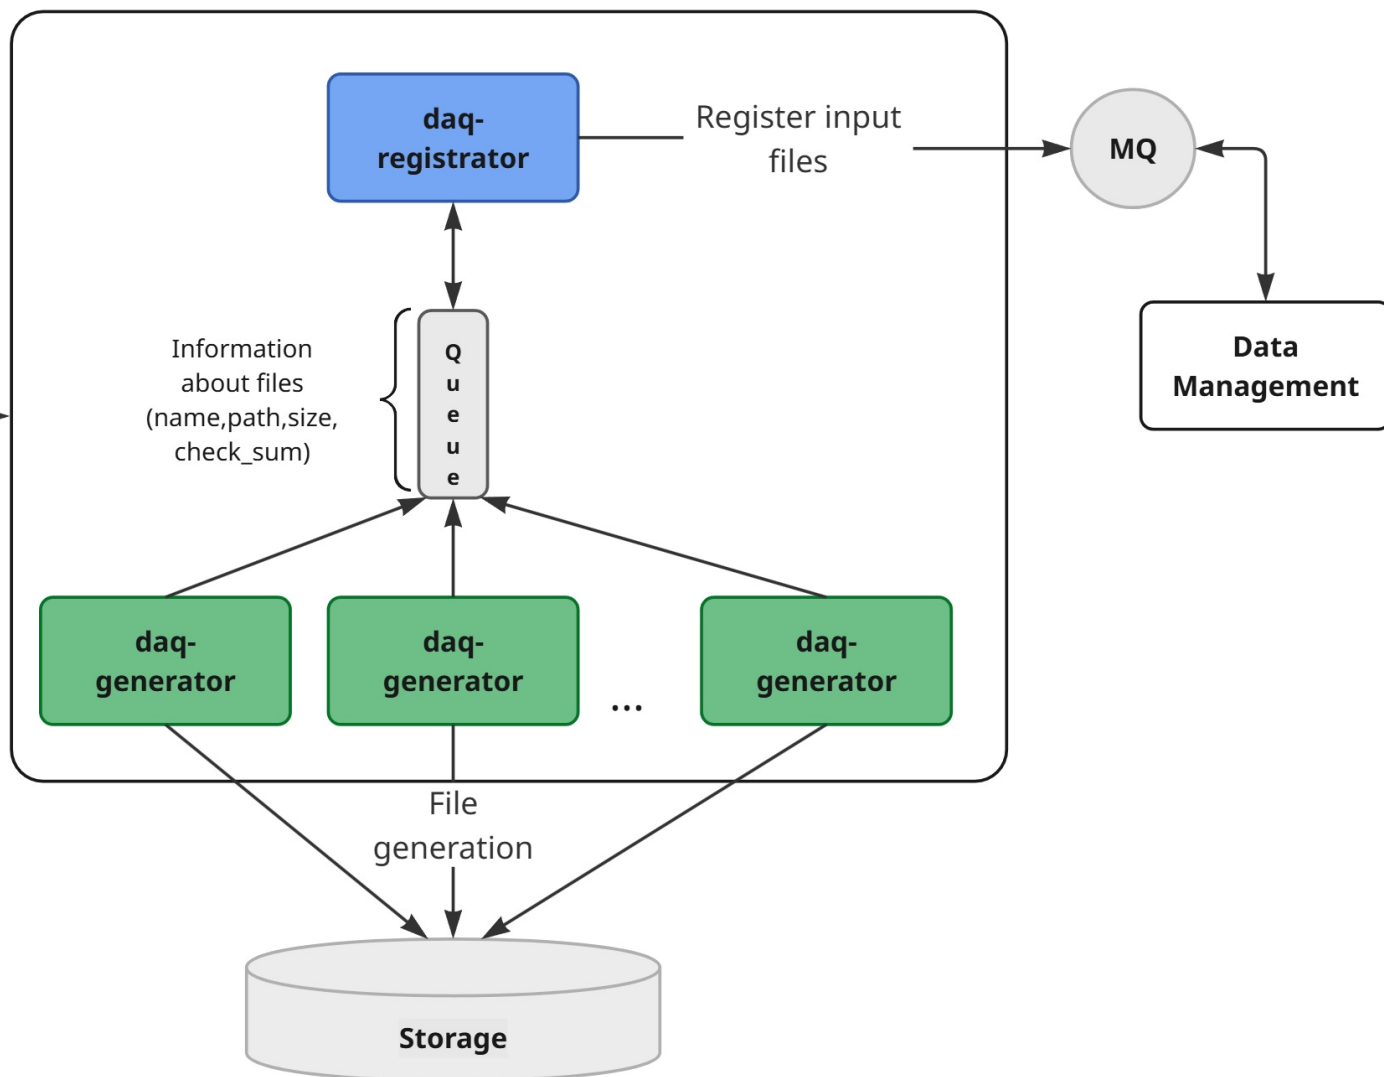 daq-
registrator
Register input
files
MQ
Data
Management
Information
about files
(name,path,size,
check_sum)
Q
u
e
u
e
daq-
generator
daq-
generator
...
daq-
generator
File
generation
Storage